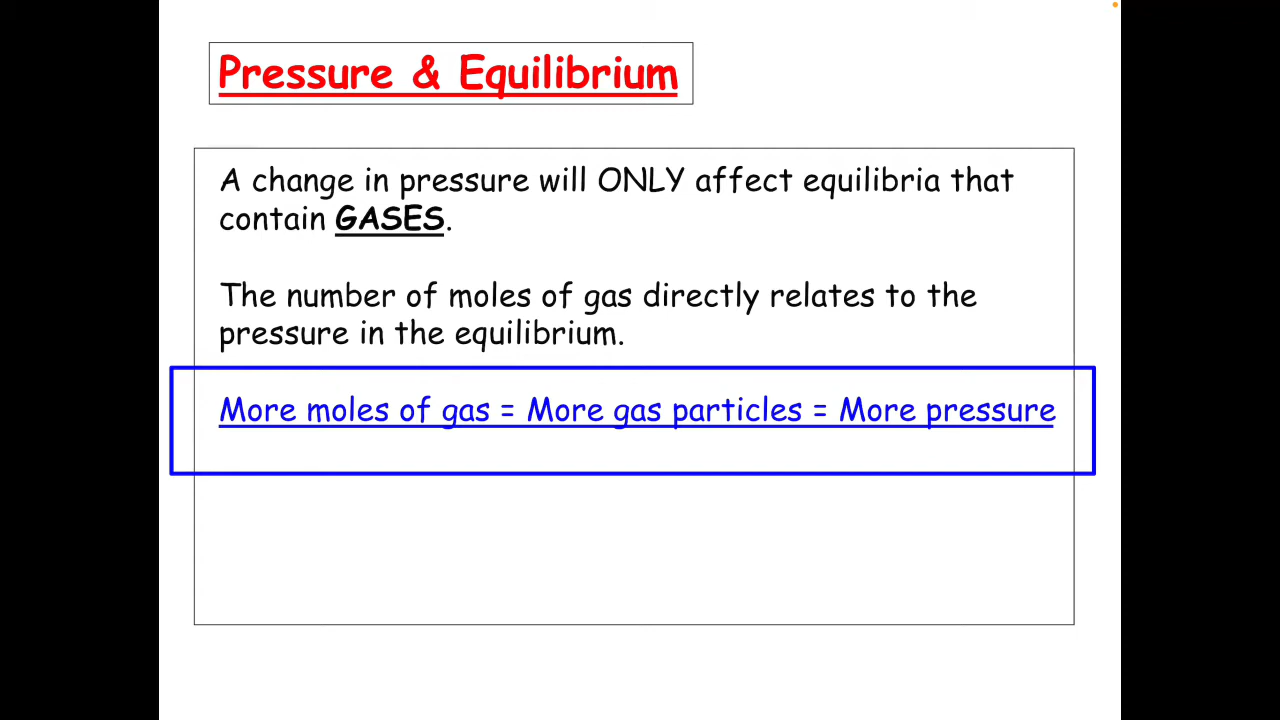 Pressure & Equilibrium
A change in pressure will ONLY affect equilibria that
contain GASES.
The number of moles of gas directly relates to the
pressure in the equilibrium.
More moles of gas = More gas particles = More pressure